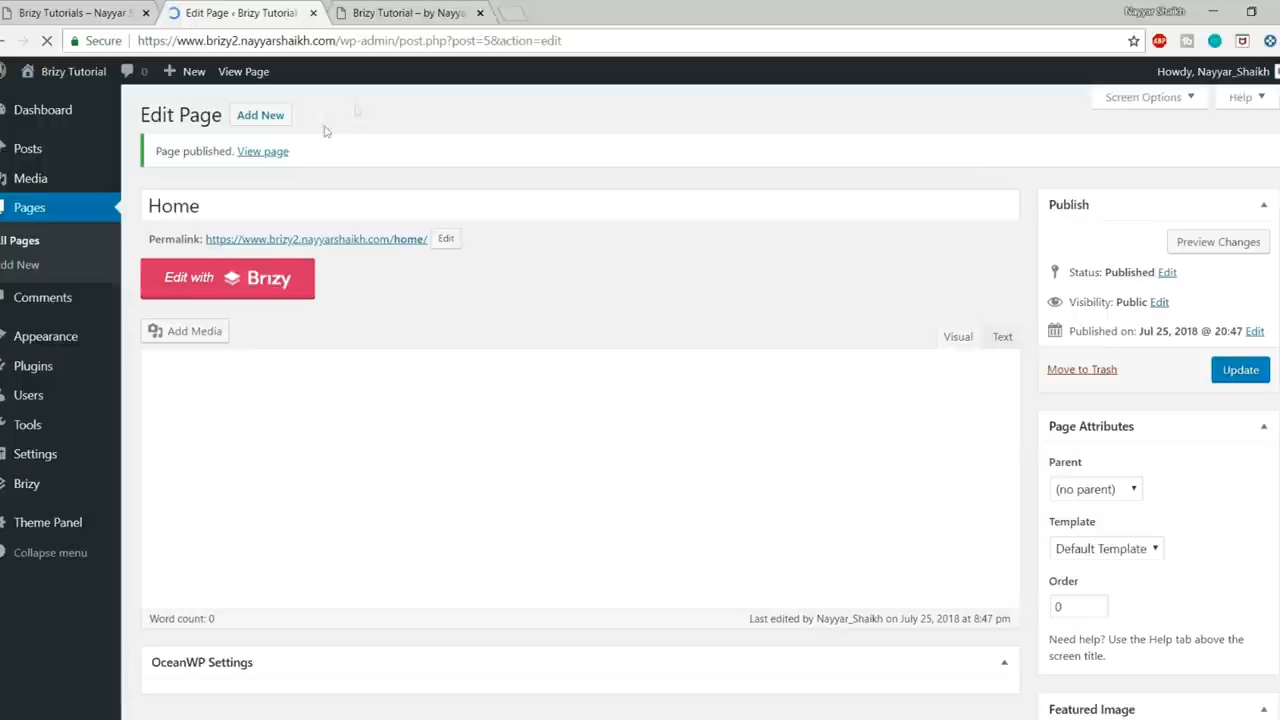 Brizy Tutorials – Nayyar S
Edit Page ‹ Brizy Tutorial
Brizy Tutorial – by Nayya
Nayyar Shaikh
Secure
https://www.brizy2.nayyarshaikh.com/wp-admin/post.php?post=5&action=edit
Brizy Tutorial
0
New
View Page
Howdy, Nayyar_Shaikh
Dashboard
Posts
Media
Pages
ll Pages
dd New
Comments
Appearance
Plugins
Users
Tools
Settings
Brizy
Theme Panel
Collapse menu
Edit Page
Add New
Screen Options
Help
Page published. View page
Home
Permalink: https://www.brizy2.nayyarshaikh.com/home/ Edit
Edit with Brizy
Add Media
Visual
Text
Word count: 0
Last edited by Nayyar_Shaikh on July 25, 2018 at 8:47 pm
OceanWP Settings
Publish
Preview Changes
Status: Published Edit
Visibility: Public Edit
Published on: Jul 25, 2018 @ 20:47 Edit
Move to Trash
Update
Page Attributes
Parent
(no parent)
Template
Default Template
Order
0
Need help? Use the Help tab above the
screen title.
Featured Image